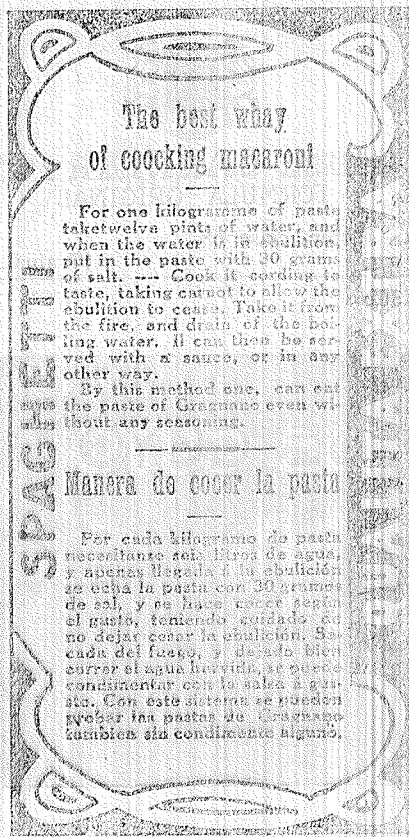 The best whay
of coocking macaroni
For one kilogramme of paste
taketwelve pints of water, and
when the water is in ebulition,
put in the paste with 30 grams
of salt. ---- Cook it cording to
taste, taking carnot to allow the
ebulition to cease. Take it from
the fire, and drain of the boi-
ling water. It can then be ser-
ved with a sauce, or in any
other way.
By this method one, can eat
the paste of Gragnano even wi-
thout any seasoning.
Manera de cocer la pasta
Por cada kilogramo de pasta
necesitanse seis litros de agua,
y apenas llegada á la ebulición
se echa la pasta con 30 grames
de sal, y se hace cocer segun
el gusto, teniendo cuidado de
no dejar cesar la ebulición. Sa-
cada del fuego, y dejado bien
correr el agua hervida, se puede
condimentar con la salsa á gus-
to. Con este sistema se pueden
probar las pastas de Gragnano
tambien sin condimento alguno.
SPAGHETTI